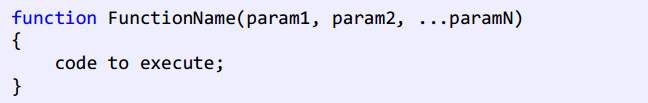 function FunctionName(param1, param2, ...paramN)
{
    code to execute;
}